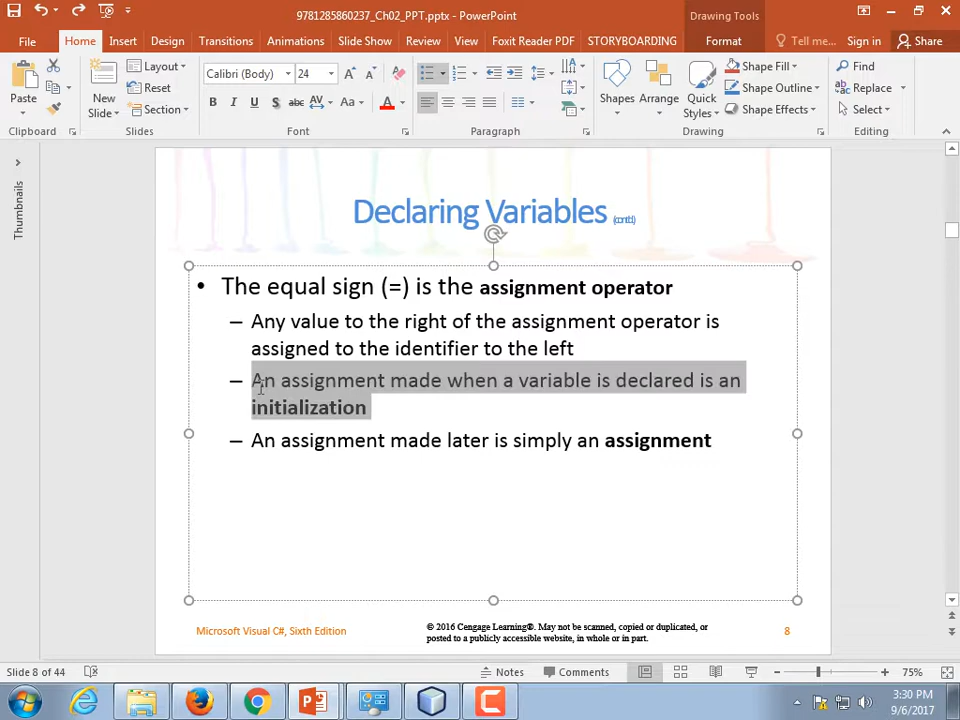 9781285860237_Ch02_PPT.pptx - PowerPoint
Drawing Tools
File
Home
Insert
Design
Transitions
Animations
Slide Show
Review
View
Foxit Reader PDF
STORYBOARDING
Format
Tell me...
Sign in
Share
Paste
New
Slide
Layout
Reset
Section
Calibri (Body)
24
Shapes
Arrange
Quick
Styles
Shape Fill
Shape Outline
Shape Effects
Find
Replace
Select
Clipboard
Slides
Font
Paragraph
Drawing
Editing
Thumbnails
Declaring Variables (cont'd.)
• The equal sign (=) is the assignment operator
– Any value to the right of the assignment operator is
assigned to the identifier to the left
– An assignment made when a variable is declared is an
initialization
– An assignment made later is simply an assignment
Microsoft Visual C#, Sixth Edition
© 2016 Cengage Learning®. May not be scanned, copied or duplicated, or
posted to a publicly accessible website, in whole or in part.
8
Slide 8 of 44
Notes
Comments
75%
3:30 PM
9/6/2017